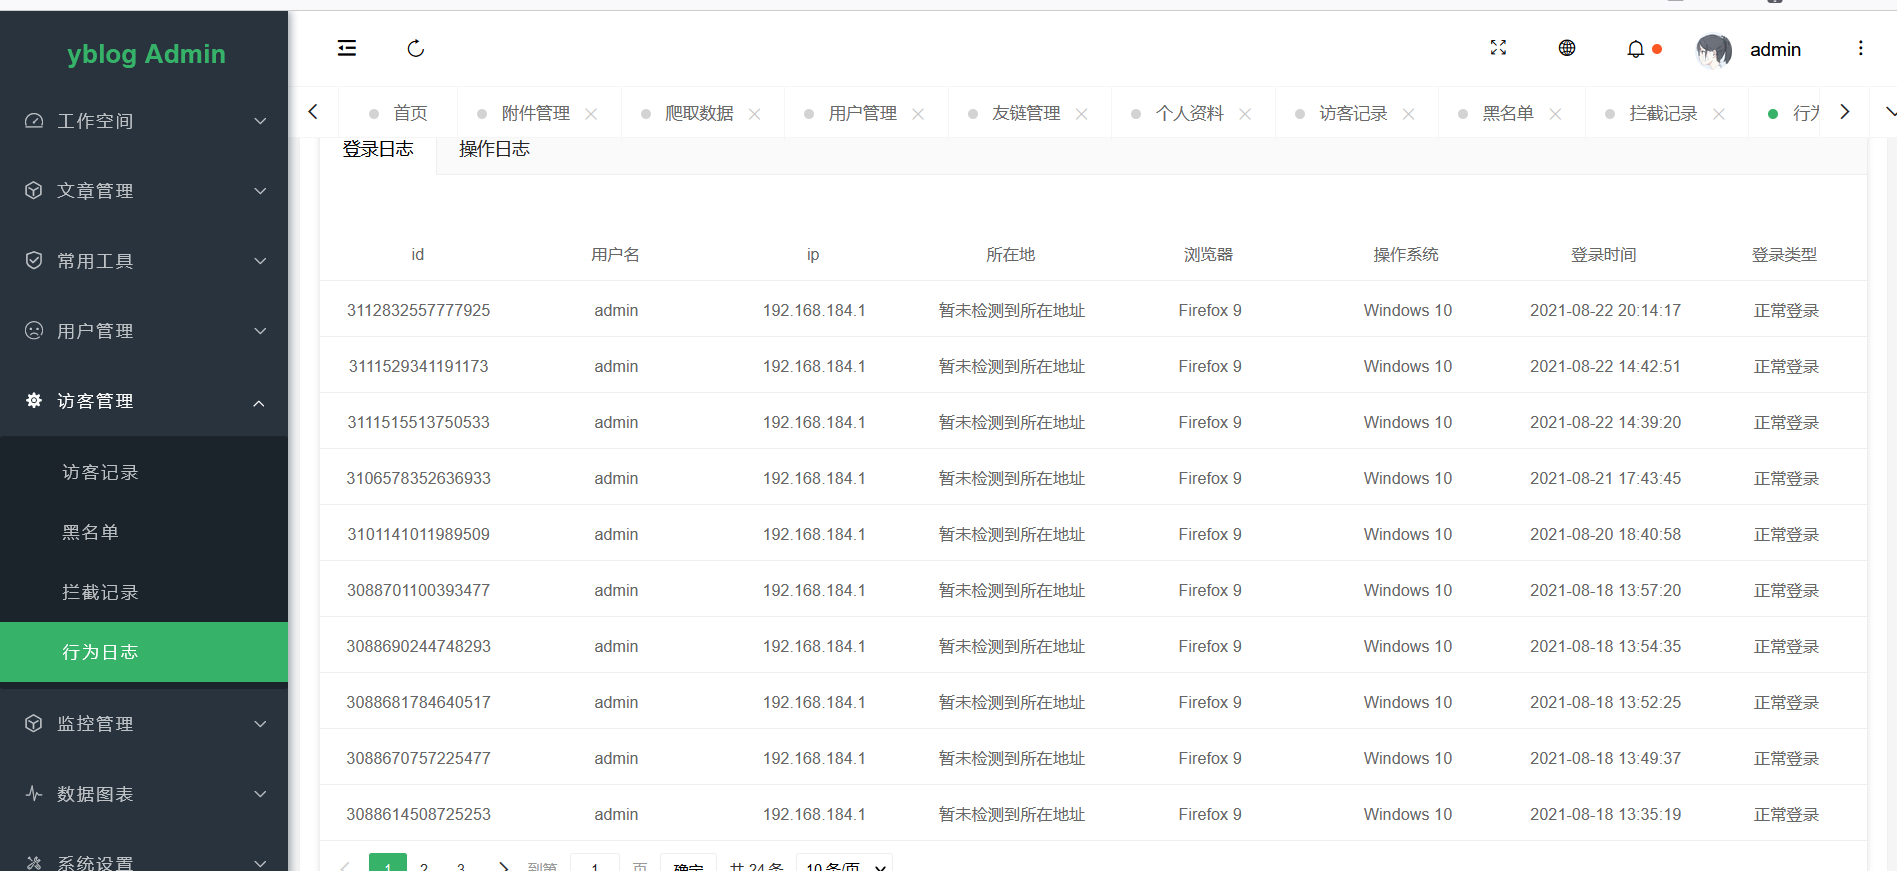 yblog Admin
工作空间
文章管理
常用工具
用户管理
访客管理
访客记录
黑名单
拦截记录
行为日志
监控管理
数据图表
系统设置
admin
首页 附件管理 爬取数据 用户管理 友链管理 个人资料 访客记录 黑名单 拦截记录 行为
登录日志 操作日志
id 用户名 ip 所在地 浏览器 操作系统 登录时间 登录类型
3112832557777925 admin 192.168.184.1 暂未检测到所在地址 Firefox 9 Windows 10 2021-08-22 20:14:17 正常登录
3111529341191173 admin 192.168.184.1 暂未检测到所在地址 Firefox 9 Windows 10 2021-08-22 14:42:51 正常登录
3111515513750533 admin 192.168.184.1 暂未检测到所在地址 Firefox 9 Windows 10 2021-08-22 14:39:20 正常登录
3106578352636933 admin 192.168.184.1 暂未检测到所在地址 Firefox 9 Windows 10 2021-08-21 17:43:45 正常登录
3101141011989509 admin 192.168.184.1 暂未检测到所在地址 Firefox 9 Windows 10 2021-08-20 18:40:58 正常登录
3088701100393477 admin 192.168.184.1 暂未检测到所在地址 Firefox 9 Windows 10 2021-08-18 13:57:20 正常登录
3088690244748293 admin 192.168.184.1 暂未检测到所在地址 Firefox 9 Windows 10 2021-08-18 13:54:35 正常登录
3088681784640517 admin 192.168.184.1 暂未检测到所在地址 Firefox 9 Windows 10 2021-08-18 13:52:25 正常登录
3088670757225477 admin 192.168.184.1 暂未检测到所在地址 Firefox 9 Windows 10 2021-08-18 13:49:37 正常登录
3088614508725253 admin 192.168.184.1 暂未检测到所在地址 Firefox 9 Windows 10 2021-08-18 13:35:19 正常登录
1 2 3 到第 1 页 确定 共 24 条 10 条/页